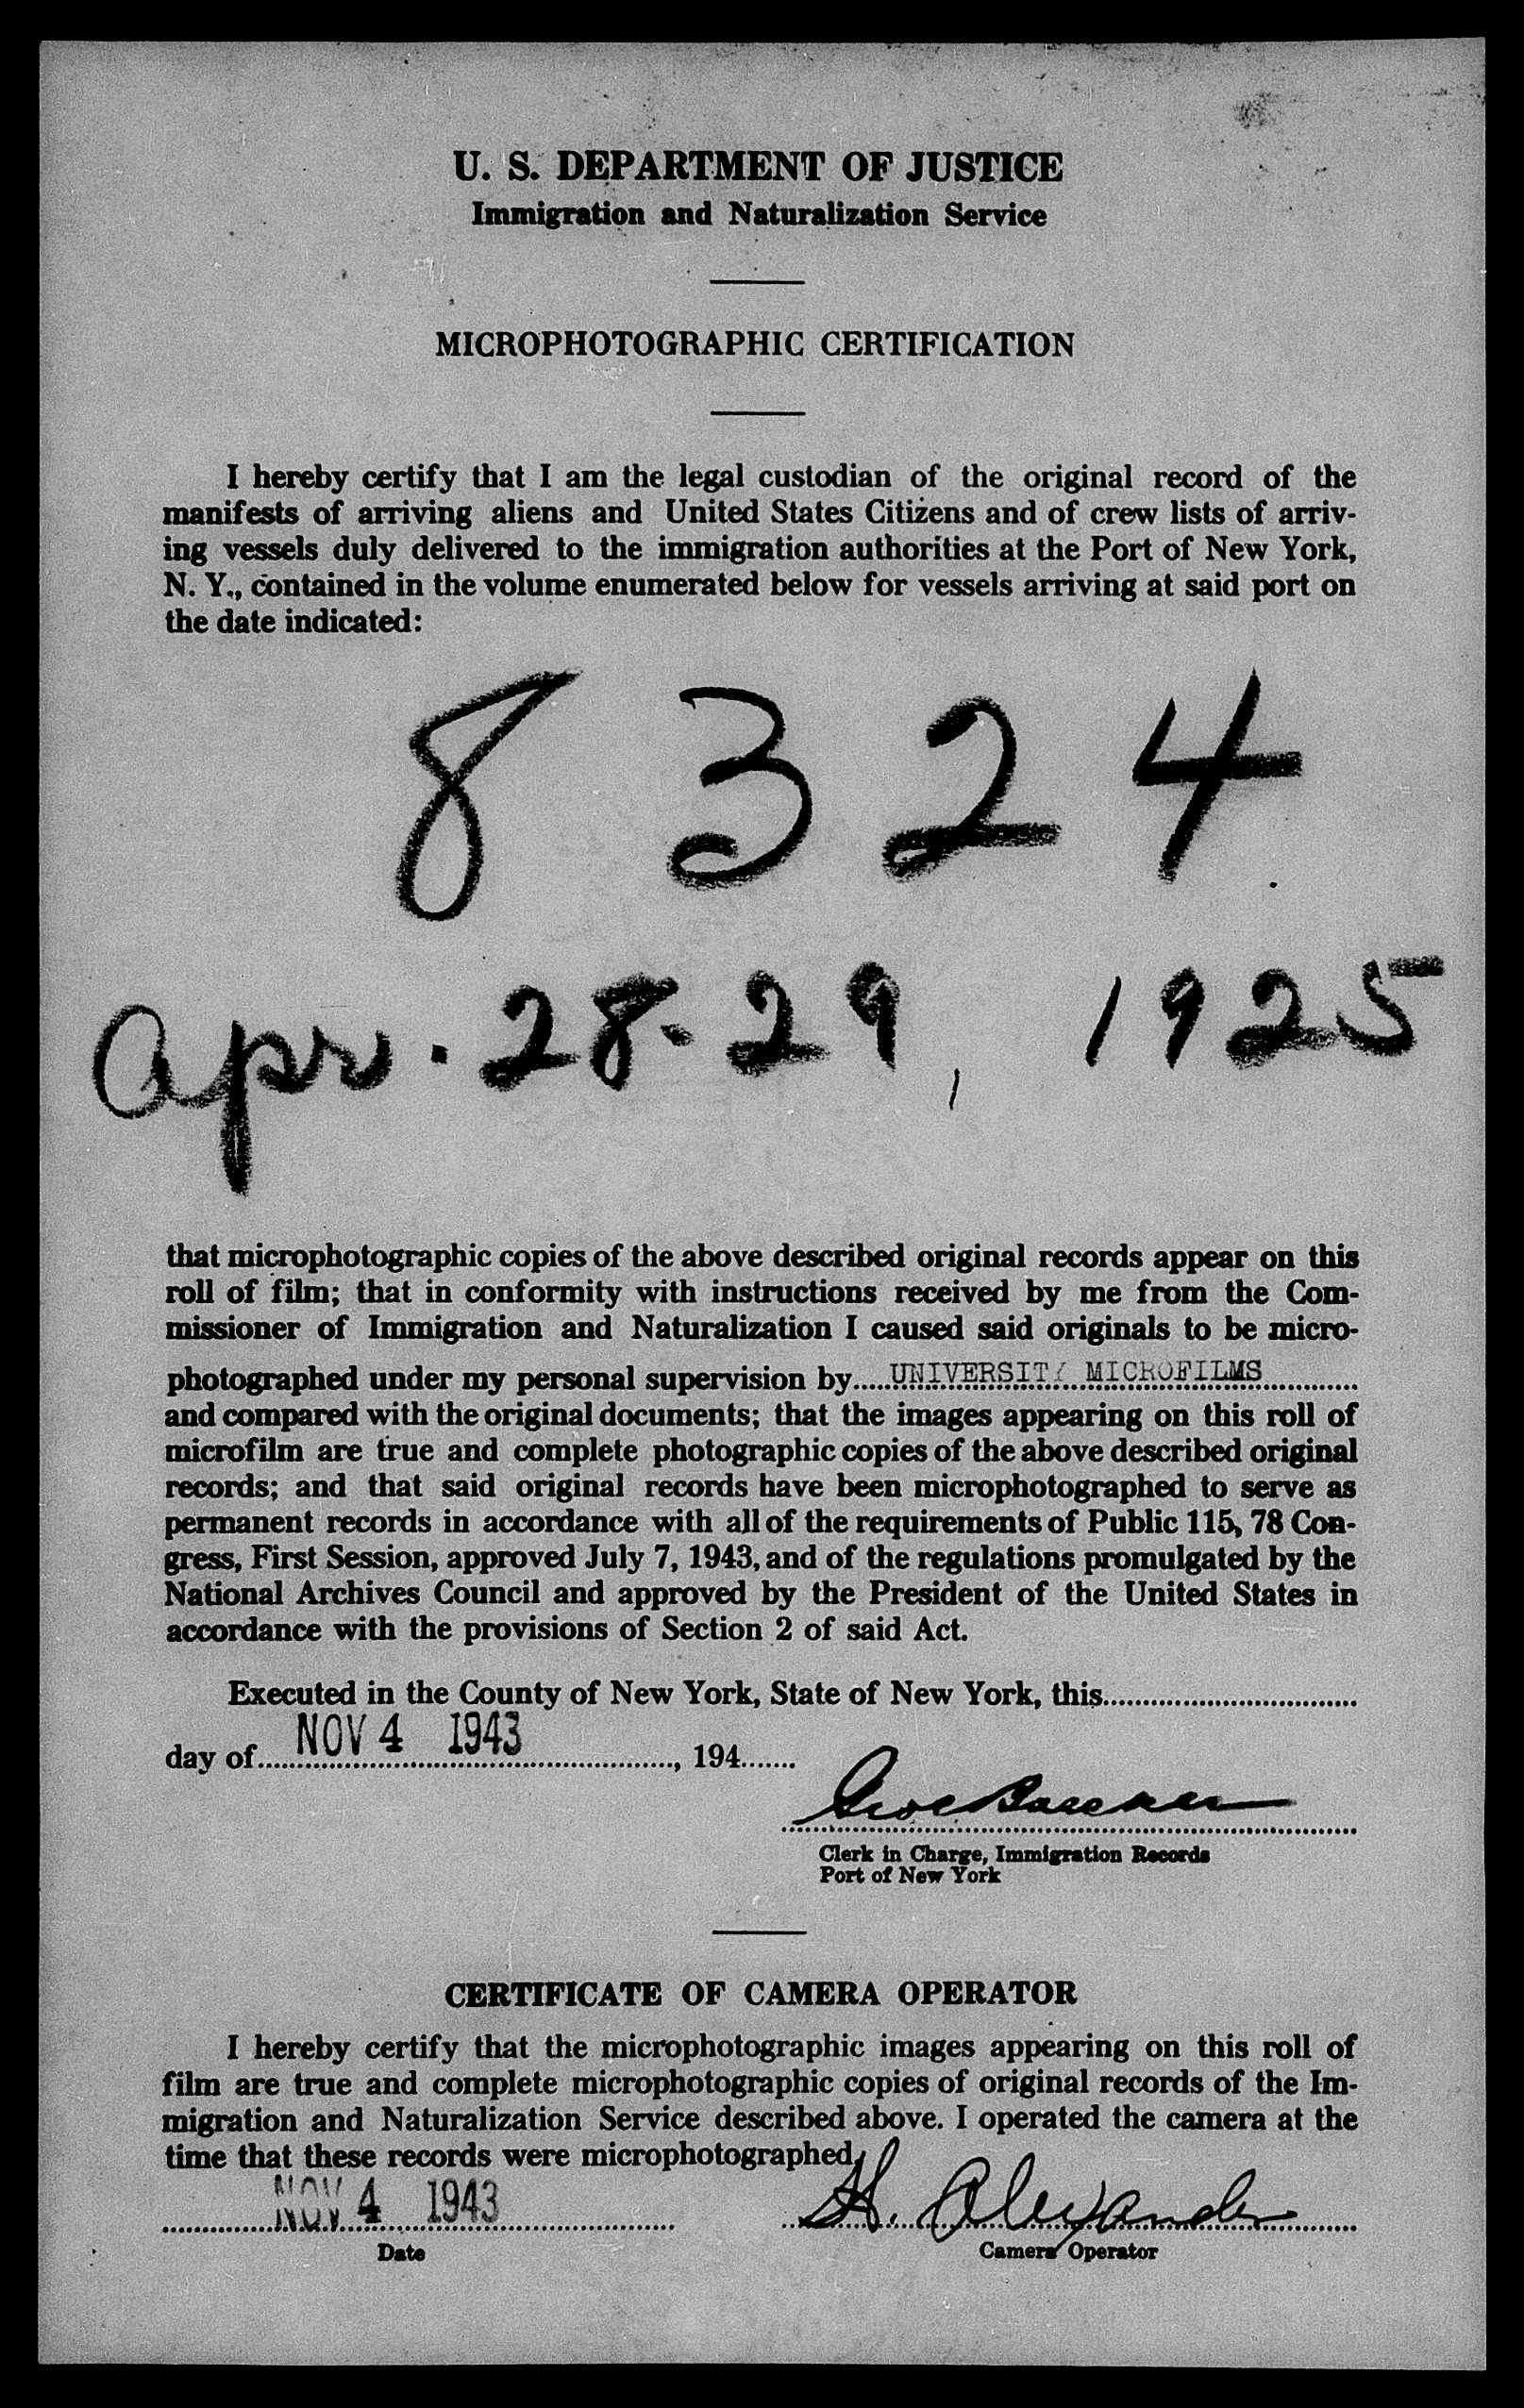 U. S. DEPARTMENT OF JUSTICE
Immigration and Naturalization Service
MICROPHOTOGRAPHIC CERTIFICATION
I hereby certify that I am the legal custodian of the original record of the
manifests of arriving aliens and United States Citizens and of crew lists of arriv-
ing vessels duly delivered to the immigration authorities at the Port of New York,
N. Y., contained in the volume enumerated below for vessels arriving at said port on
the date indicated:
8 3 2 4
Apr. 28-29, 1925
that microphotographic copies of the above described original records appear on this
roll of film; that in conformity with instructions received by me from the Com-
missioner of Immigration and Naturalization I caused said originals to be micro-
photographed under my personal supervision by UNIVERSITY MICROFILMS
and compared with the original documents; that the images appearing on this roll of
microfilm are true and complete photographic copies of the above described original
records; and that said original records have been microphotographed to serve as
permanent records in accordance with all of the requirements of Public 115, 78 Con-
gress, First Session, approved July 7, 1943, and of the regulations promulgated by the
National Archives Council and approved by the President of the United States in
accordance with the provisions of Section 2 of said Act.
Executed in the County of New York, State of New York, this
day of NOV 4 1943, 194
Clerk in Charge, Immigration Records
Port of New York
CERTIFICATE OF CAMERA OPERATOR
I hereby certify that the microphotographic images appearing on this roll of
film are true and complete microphotographic copies of original records of the Im-
migration and Naturalization Service described above. I operated the camera at the
time that these records were microphotographed.
NOV 4 1943 H. Alexander
Date Camera Operator